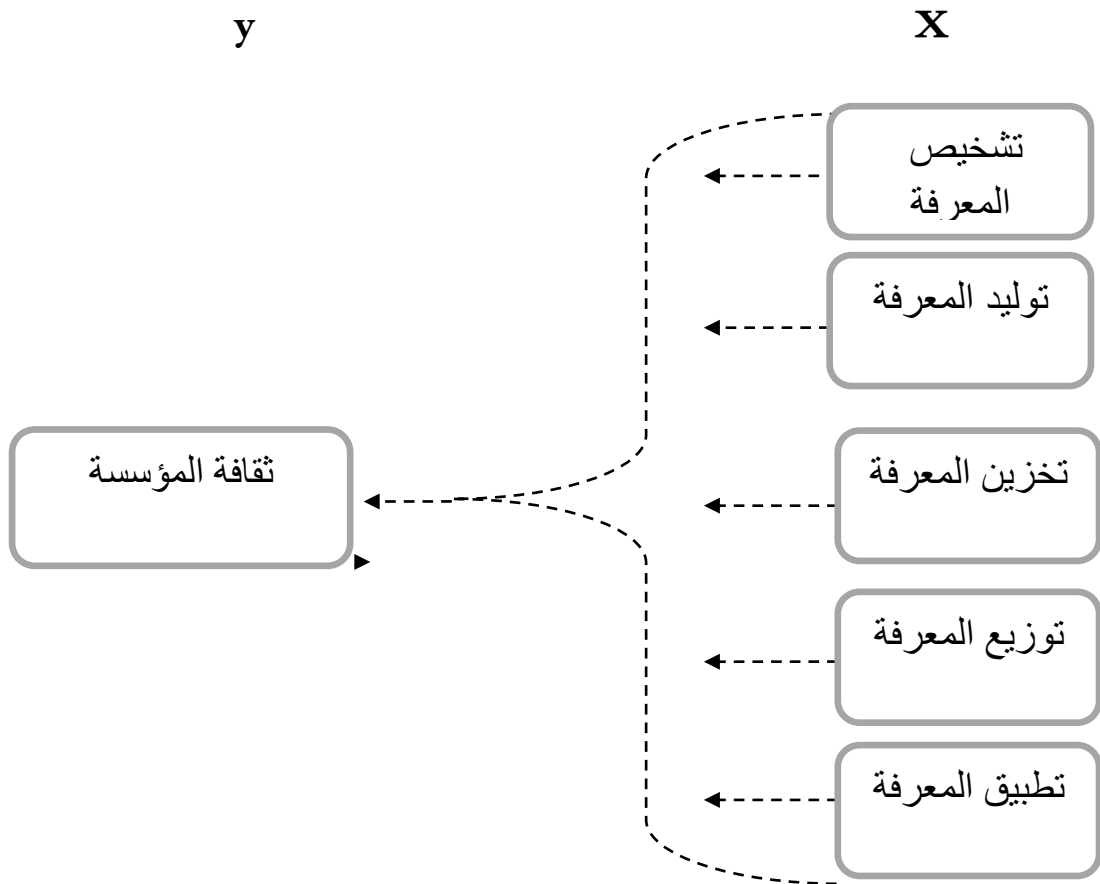 X
y
تشخيص
المعرفة
توليد المعرفة
تخزين المعرفة
ثقافة المؤسسة
توزيع المعرفة
تطبيق المعرفة